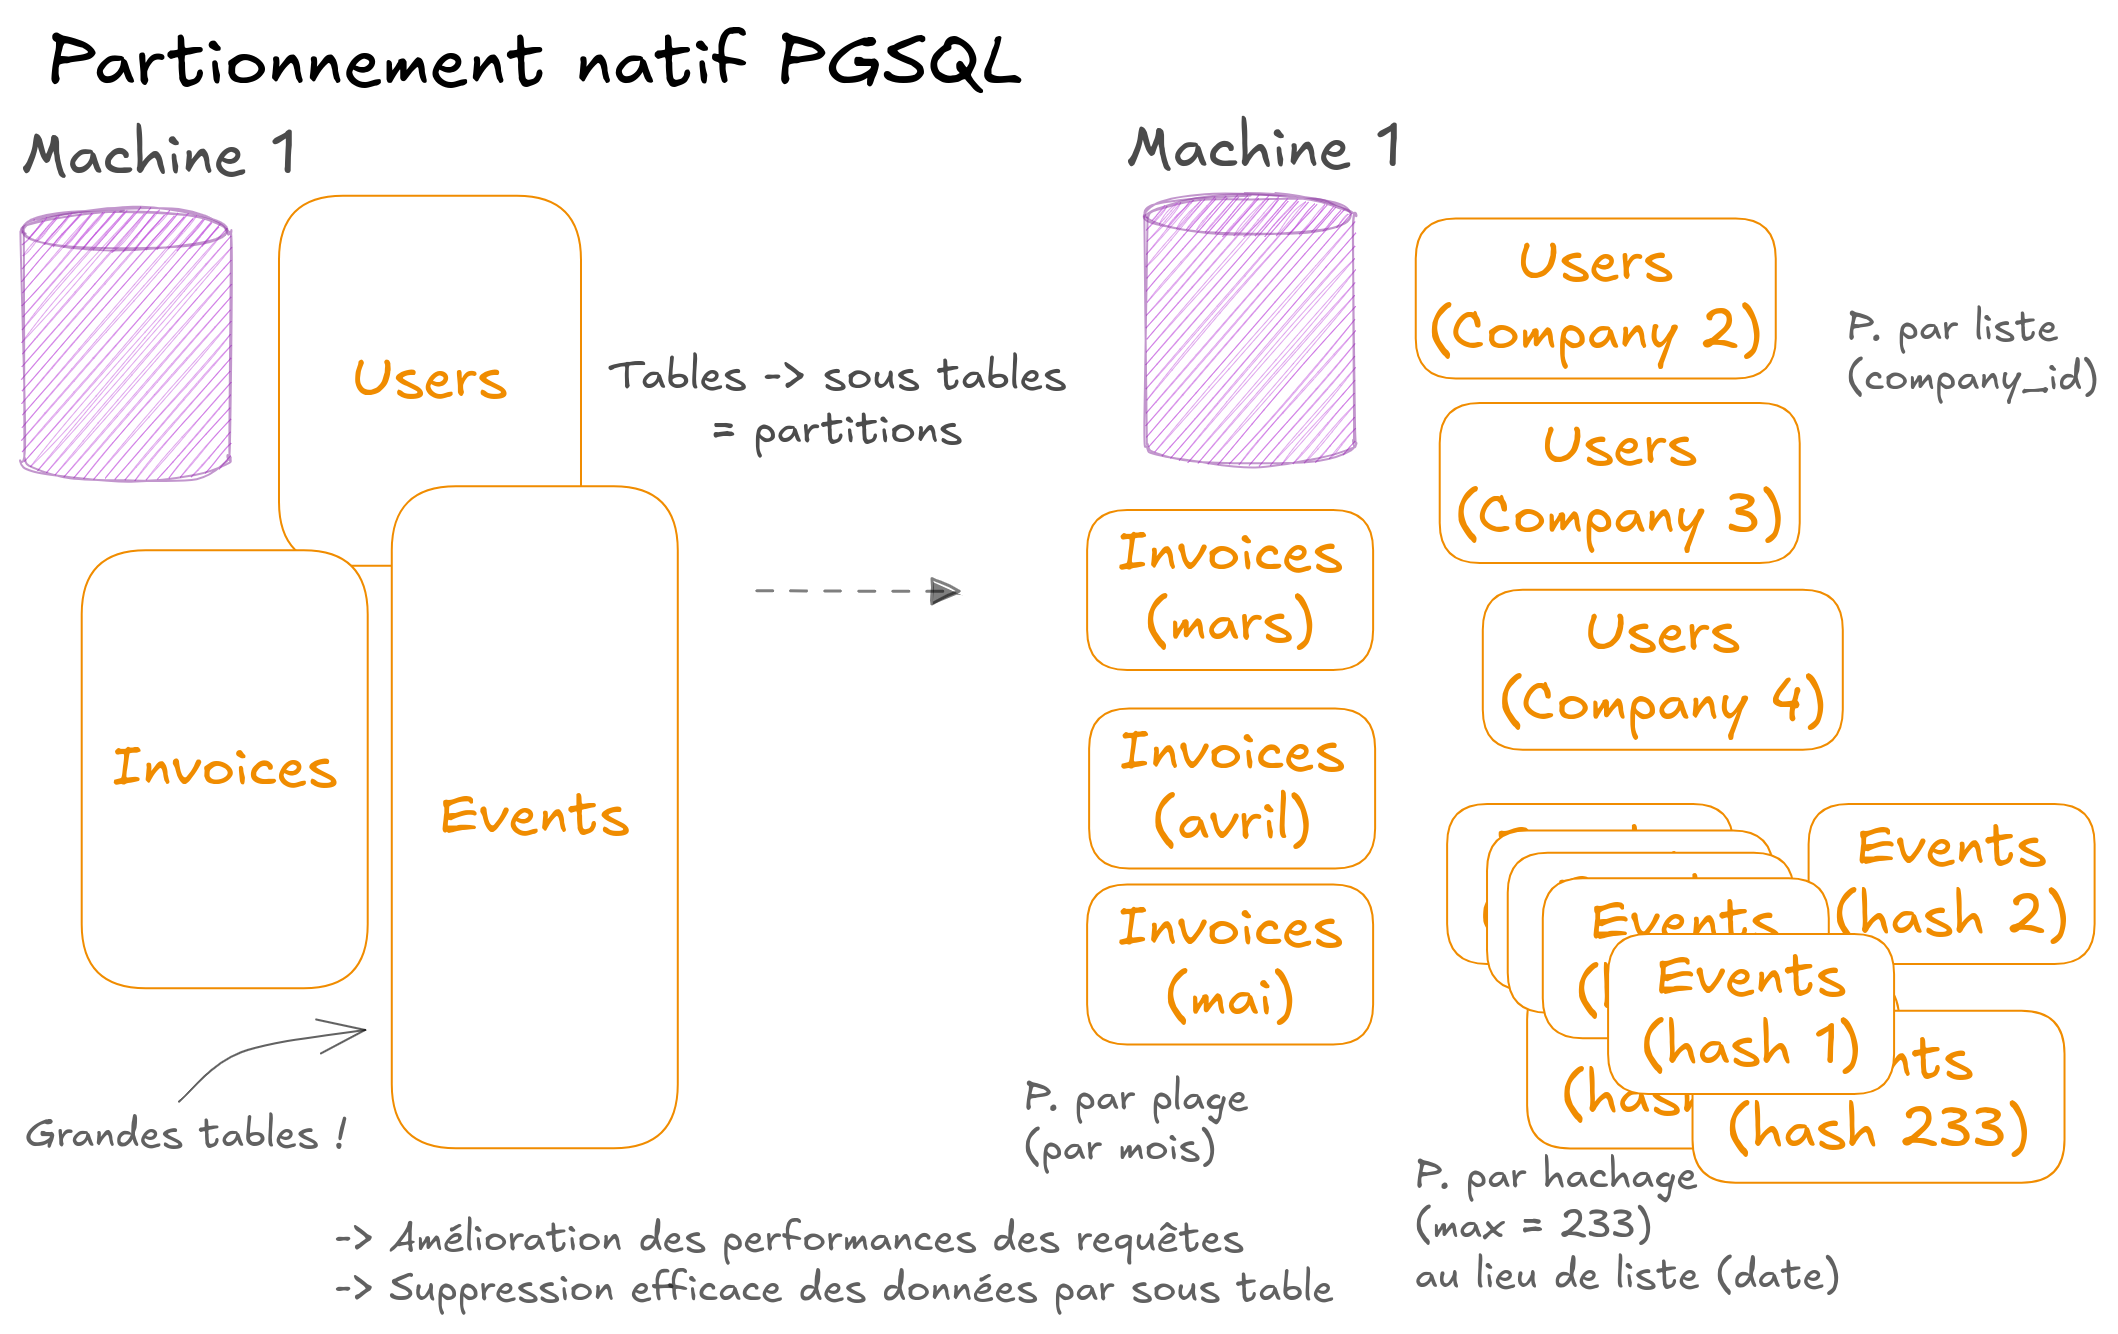 Partionnement natif PGSQL
Machine 1
Users
Invoices
Events
Grandes tables !
Tables -> sous tables
= partitions
Machine 1
Users
(Company 2)
Users
(Company 3)
Users
(Company 4)
P. par liste
(company_id)
Invoices
(mars)
Invoices
(avril)
Invoices
(mai)
P. par plage
(par mois)
Events
(hash 2)
Events
Events
(hash 1)
(hash 233)
P. par hachage
(max = 233)
au lieu de liste (date)
-> Amélioration des performances des requêtes
-> Suppression efficace des données par sous table